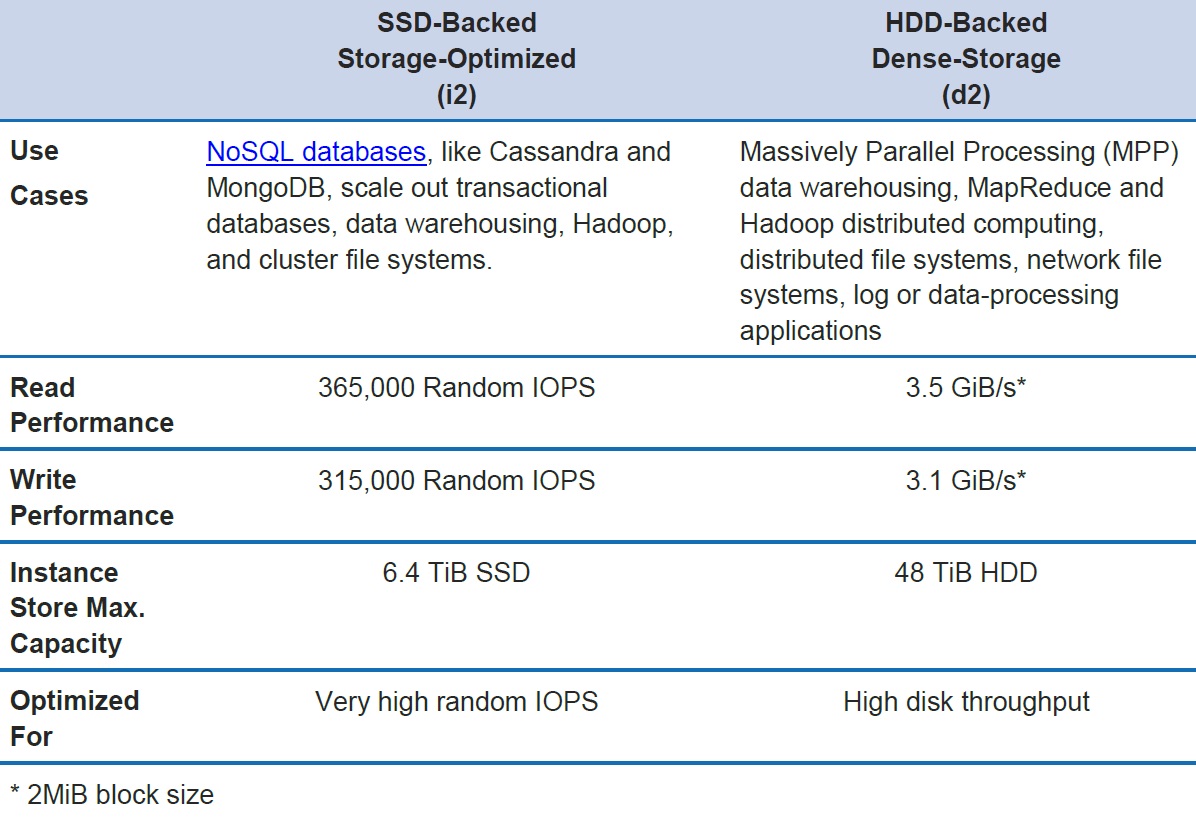 SSD-Backed
Storage-Optimized
(i2)
HDD-Backed
Dense-Storage
(d2)
Use
Cases
NoSQL databases, like Cassandra and
MongoDB, scale out transactional
databases, data warehousing, Hadoop,
and cluster file systems.
Massively Parallel Processing (MPP)
data warehousing, MapReduce and
Hadoop distributed computing,
distributed file systems, network file
systems, log or data-processing
applications
Read
Performance
365,000 Random IOPS
3.5 GiB/s*
Write
Performance
315,000 Random IOPS
3.1 GiB/s*
Instance
Store Max.
Capacity
6.4 TiB SSD
48 TiB HDD
Optimized
For
Very high random IOPS
High disk throughput
* 2MiB block size